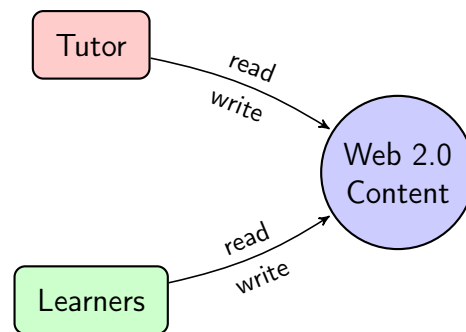 Tutor
read
write
Web 2.0
Content
read
write
Learners